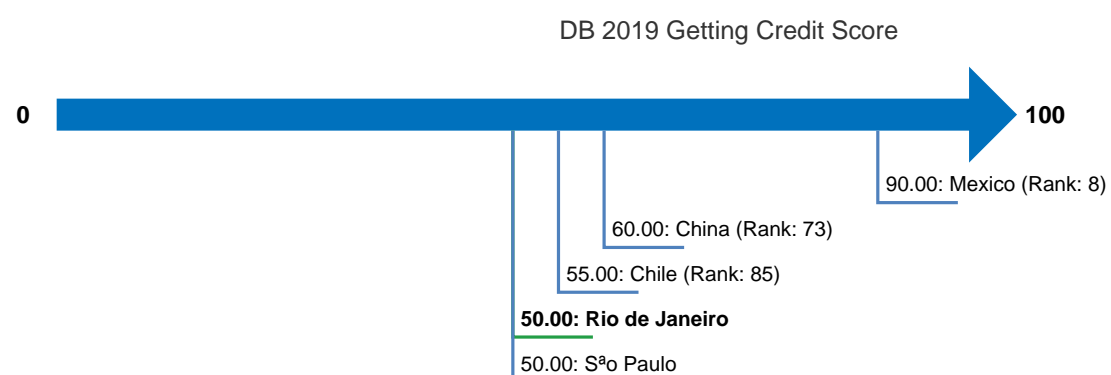 DB 2019 Getting Credit Score
0
100
90.00: Mexico (Rank: 8)
60.00: China (Rank: 73)
55.00: Chile (Rank: 85)
50.00: Rio de Janeiro
50.00: Sªo Paulo